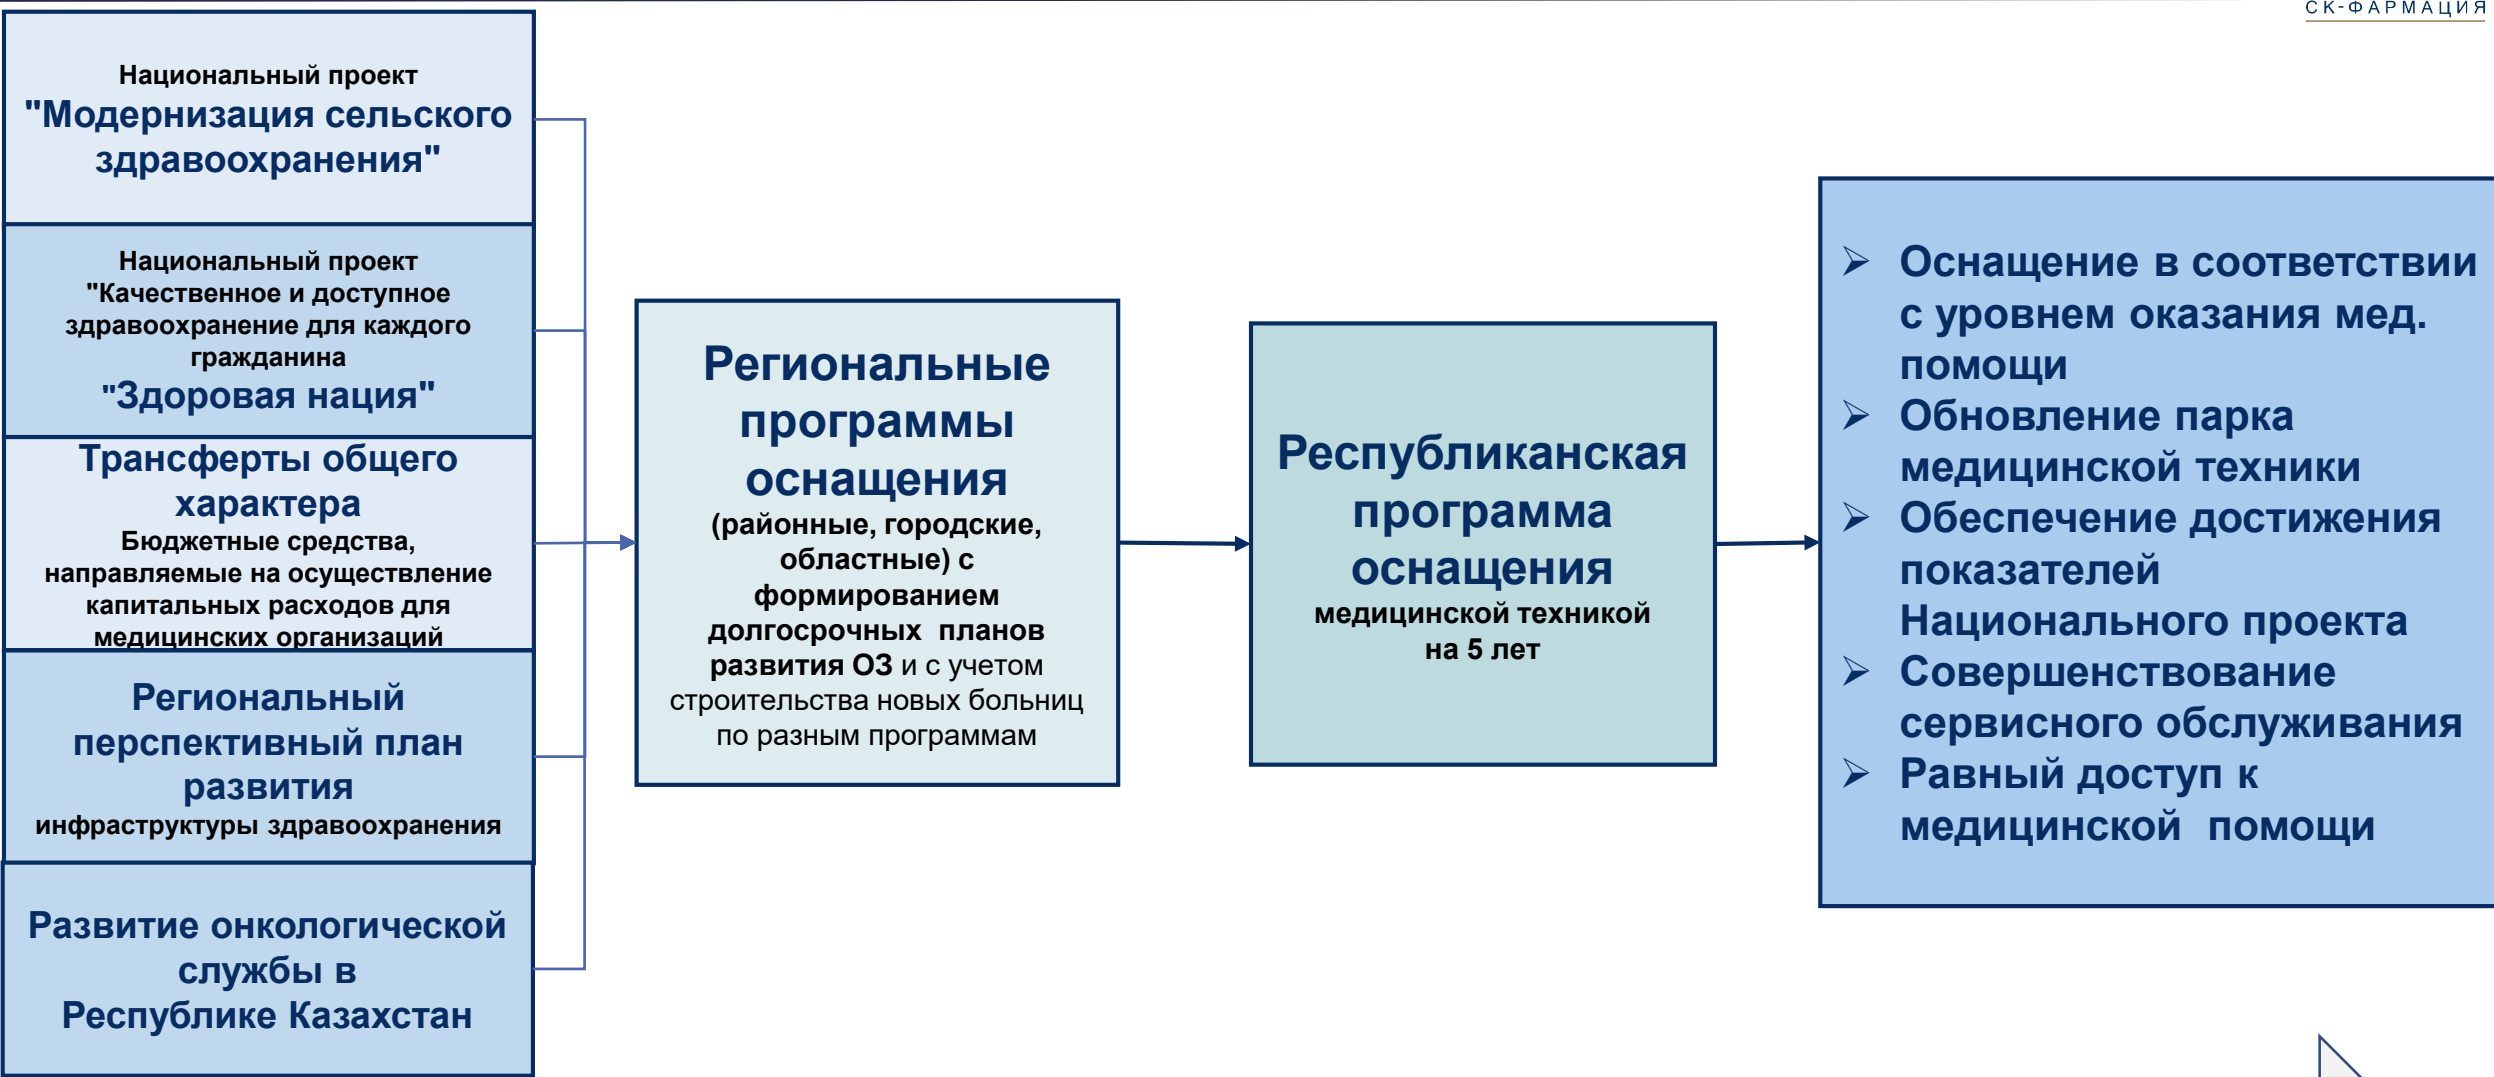 СК-ФАРМАЦИЯ
Национальный проект
"Модернизация сельского
здравоохранения"
Национальный проект
"Качественное и доступное
здравоохранение для каждого
гражданина
"Здоровая нация"
Трансферты общего
характера
Бюджетные средства,
направляемые на осуществление
капитальных расходов для
медицинских организаций
Региональный
перспективный план
развития
инфраструктуры здравоохранения
Развитие онкологической
службы в
Республике Казахстан
Региональные
программы
оснащения
(районные, городские,
областные) с
формированием
долгосрочных планов
развития ОЗ и с учетом
строительства новых больниц
по разным программам
Республиканская
программа
оснащения
медицинской техникой
на 5 лет
Оснащение в соответствии
с уровнем оказания мед.
помощи
Обновление парка
медицинской техники
Обеспечение достижения
показателей
Национального проекта
Совершенствование
сервисного обслуживания
Равный доступ к
медицинской помощи